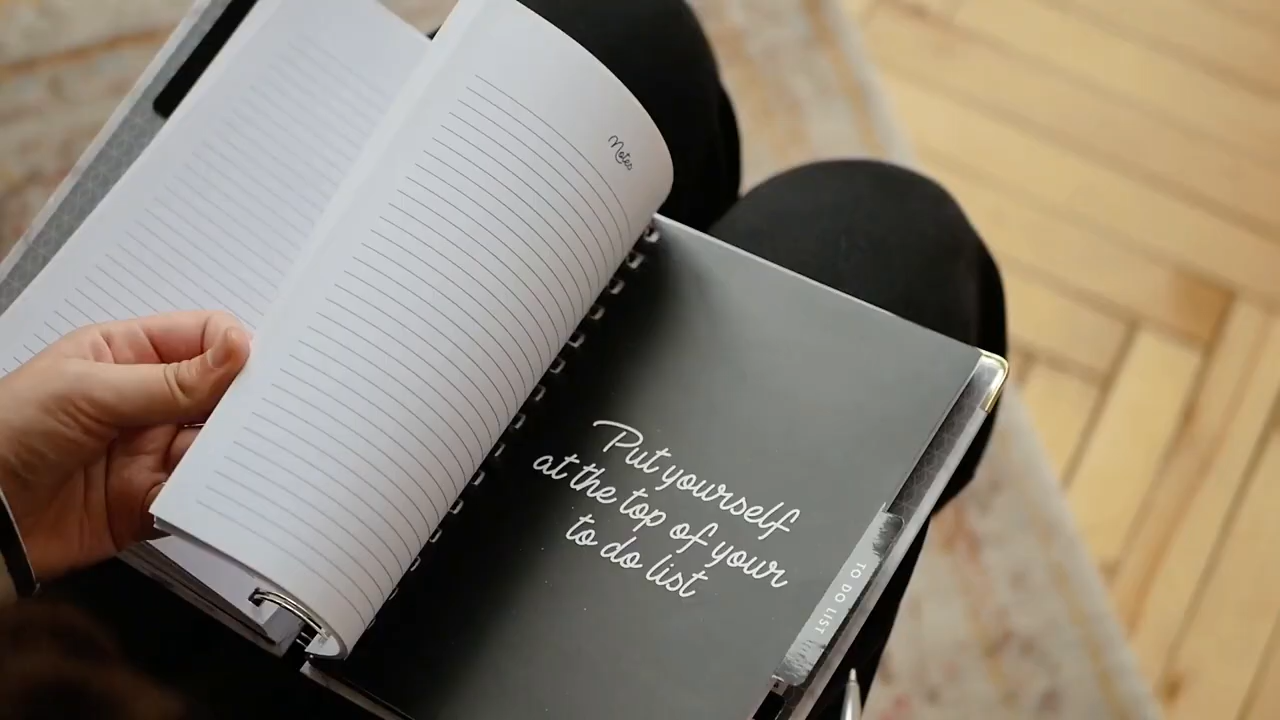 Notes
Put yourself
at the top of your
to do list
TO DO LIST